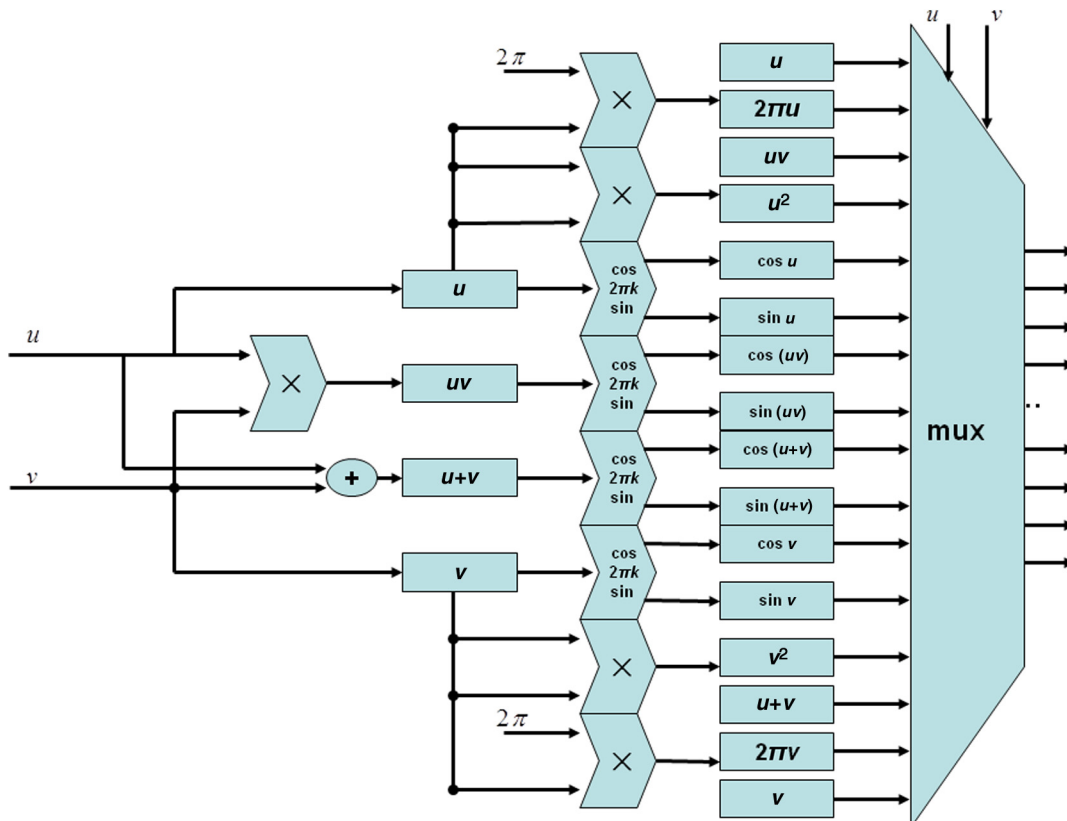 u
v
2π
×
u
2πu
uv
×
u²
cos
2πk
sin
cos u
u
sin u
u
×
uv
cos
2πk
sin
cos (uv)
sin (uv)
mux
..
v
+
u+v
cos
2πk
sin
cos (u+v)
sin (u+v)
v
cos
2πk
sin
cos v
sin v
×
v²
u+v
2π
×
2πv
v